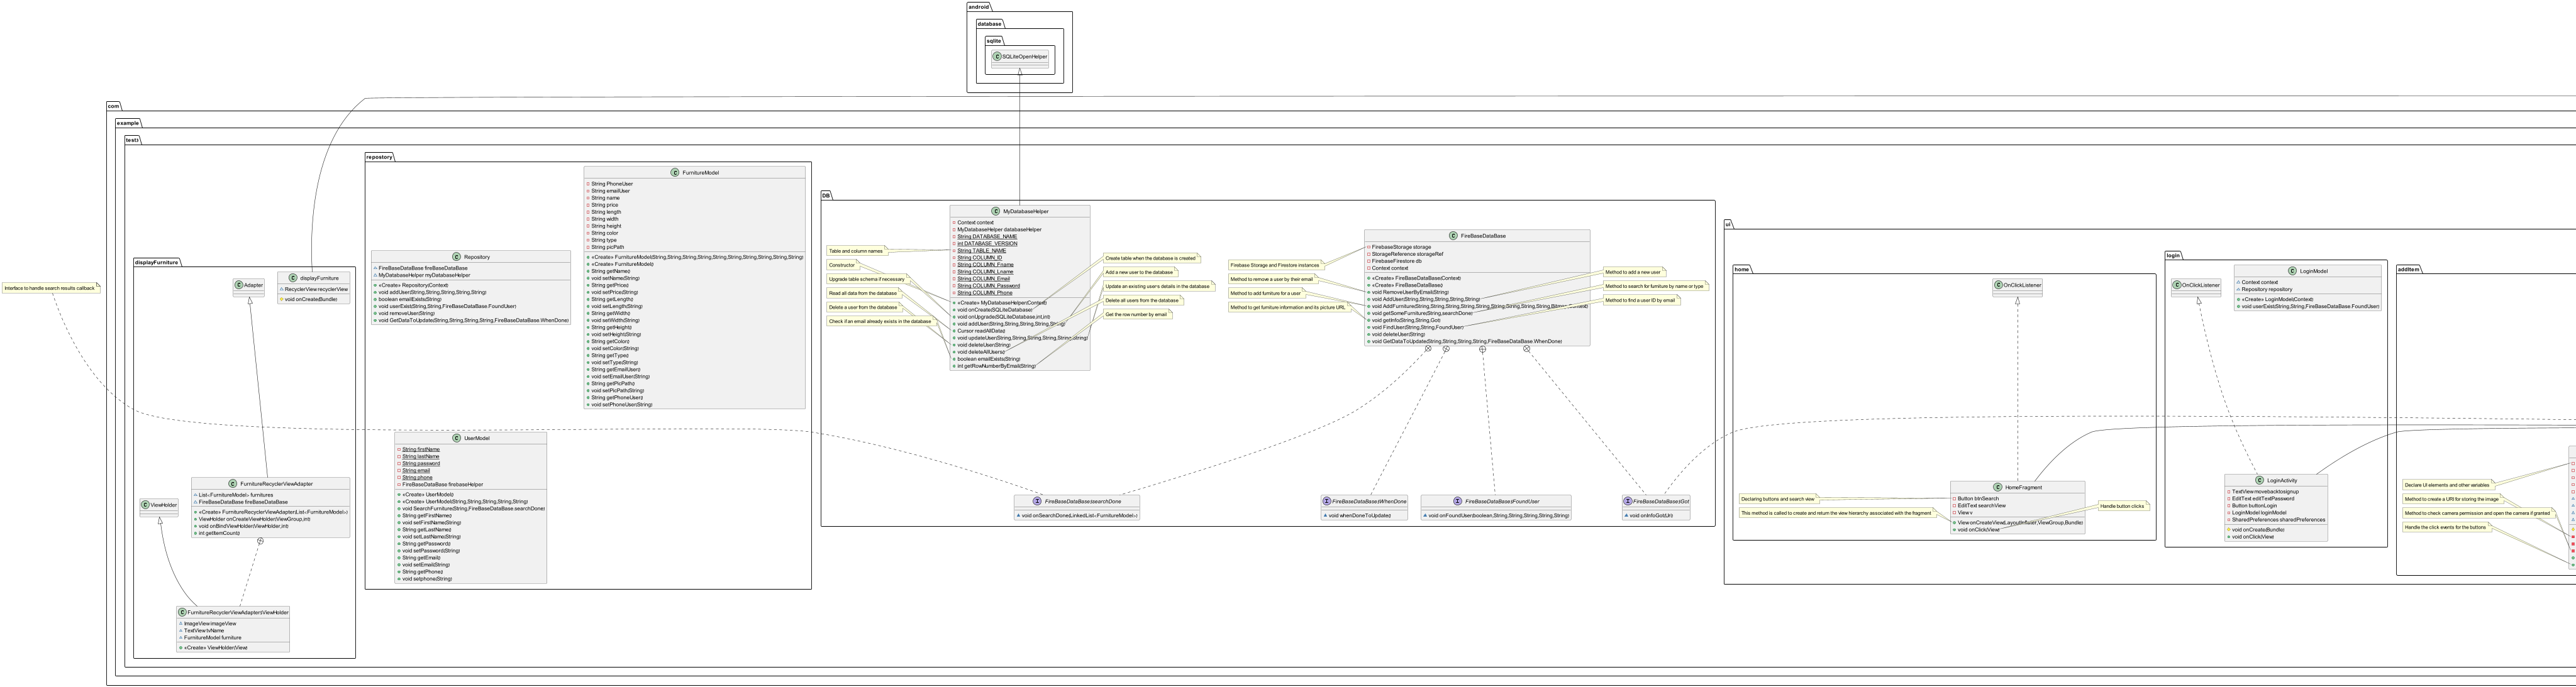 android
database
sqlite
SQLiteOpenHelper
com
example
test1
repostory
FurnitureModel
String PhoneUser
String emailUser
String name
String price
String length
String width
String height
String color
String type
String picPath
«Create» FurnitureModel(String,String,String,String,String,String,String,String,String,String)
«Create» FurnitureModel()
String getName()
void setName(String)
String getPrice()
void setPrice(String)
String getLength()
void setLength(String)
String getWidth()
void setWidth(String)
String getHeight()
void setHeight(String)
String getColor()
void setColor(String)
String getType()
void setType(String)
String getEmailUser()
void setEmailUser(String)
String getPicPath()
void setPicPath(String)
String getPhoneUser()
void setPhoneUser(String)
Repository
FireBaseDataBase fireBaseDataBase
MyDatabaseHelper myDatabaseHelper
«Create» Repository(Context)
void addUser(String,String,String,String,String)
boolean emailExists(String)
void userExist(String,String,FireBaseDataBase.FoundUser)
void removeUser(String)
void GetDataToUpdate(String,String,String,String,FireBaseDataBase.WhenDone)
UserModel
String firstName
String lastName
String password
String email
String phone
FireBaseDataBase firebaseHelper
«Create» UserModel()
«Create» UserModel(String,String,String,String,String)
void SearchFurniture(String,FireBaseDataBase.searchDone)
String getFirstName()
void setFirstName(String)
String getLastName()
void setLastName(String)
String getPassword()
void setPassword(String)
String getEmail()
void setEmail(String)
String getPhone()
void setphone(String)
displayFurniture
Adapter
displayFurniture
RecyclerView recyclerView
void onCreate(Bundle)
Interface to handle search results callback
FurnitureRecyclerViewAdapter
List<FurnitureModel> furnitures
FireBaseDataBase fireBaseDataBase
«Create» FurnitureRecyclerViewAdapter(List<FurnitureModel>)
ViewHolder onCreateViewHolder(ViewGroup,int)
void onBindViewHolder(ViewHolder,int)
int getItemCount()
ViewHolder
FurnitureRecyclerViewAdapter$ViewHolder
ImageView imageView
TextView tvName
FurnitureModel furniture
«Create» ViewHolder(View)
DB
MyDatabaseHelper
Context context
MyDatabaseHelper databaseHelper
String DATABASE_NAME
int DATABASE_VERSION
String TABLE_NAME
String COLUMN_ID
String COLUMN_Fname
String COLUMN_Lname
String COLUMN_Email
String COLUMN_Password
String COLUMN_Phone
«Create» MyDatabaseHelper(Context)
void onCreate(SQLiteDatabase)
void onUpgrade(SQLiteDatabase,int,int)
void addUser(String,String,String,String,String)
Cursor readAllData()
void updateUser(String,String,String,String,String,String)
void deleteUser(String)
void deleteAllUsers()
boolean emailExists(String)
int getRowNumberByEmail(String)
Table and column names
Constructor
Upgrade table schema if necessary
Read all data from the database
Delete a user from the database
Check if an email already exists in the database
Create table when the database is created
Add a new user to the database
Update an existing user's details in the database
Delete all users from the database
Get the row number by email
FireBaseDataBase
FirebaseStorage storage
StorageReference storageRef
FirebaseFirestore db
Context context
«Create» FireBaseDataBase(Context)
«Create» FireBaseDataBase()
void RemoveUserByEmail(String)
void AddUser(String,String,String,String,String)
void AddFurniture(String,String,String,String,String,String,String,String,String,Bitmap,Context)
void getSomeFurniture(String,searchDone)
void getInfo(String,String,Got)
void FindUser(String,String,FoundUser)
void deleteUser(String)
void GetDataToUpdate(String,String,String,String,FireBaseDataBase.WhenDone)
Firebase Storage and Firestore instances
Method to remove a user by their email
Method to add furniture for a user
Method to get furniture information and its picture URL
Method to add a new user
Method to search for furniture by name or type
Method to find a user ID by email
FireBaseDataBase$searchDone
void onSearchDone(LinkedList<FurnitureModel>)
FireBaseDataBase$WhenDone
void whenDoneToUpdate()
FireBaseDataBase$FoundUser
void onFoundUser(boolean,String,String,String,String,String)
FireBaseDataBase$Got
void onInfoGot(Uri)
ui
home
OnClickListener
HomeFragment
Button btnSearch
EditText searchView
View v
View onCreateView(LayoutInflater,ViewGroup,Bundle)
void onClick(View)
Declaring buttons and search view
This method is called to create and return the view hierarchy associated with the fragment
Handle button clicks
login
OnClickListener
LoginModel
Context context
Repository repository
«Create» LoginModel(Context)
void userExist(String,String,FireBaseDataBase.FoundUser)
LoginActivity
TextView movebacktosignup
EditText editTextPassword
Button buttonLogin
LoginModel loginModel
SharedPreferences sharedPreferences
void onCreate(Bundle)
void onClick(View)
addItem
Declare UI elements and other variables
Method to create a URI for storing the image
Method to check camera permission and open the camera if granted
Handle the click events for the buttons